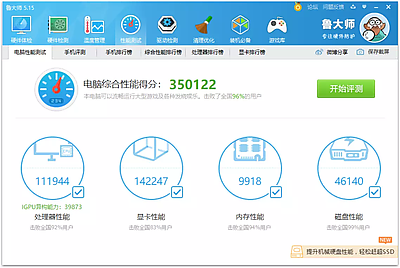 鲁大师 5.15
论坛 问题反馈
硬件体检 硬件检测 温度管理 性能测试 驱动检测 清理优化 装机必备 游戏库
鲁大师
专注硬件防护
电脑性能测试 手机评测 手机排行榜 综合性能排行榜 处理器排行榜 显卡排行榜 微博分享 保存截屏
电脑综合性能得分: 350122
本电脑可以流畅运行大型游戏及各种发烧娱乐。击败了全国96%的用户
开始评测
111944 142247 9918 46140
iGPU异构能力: 39873
处理器性能 显卡性能 内存性能 磁盘性能
击败全国92%用户 击败全国83%用户 击败全国94%用户 击败全国99%用户
NEW
提升机械硬盘性能，轻松赶超SSD